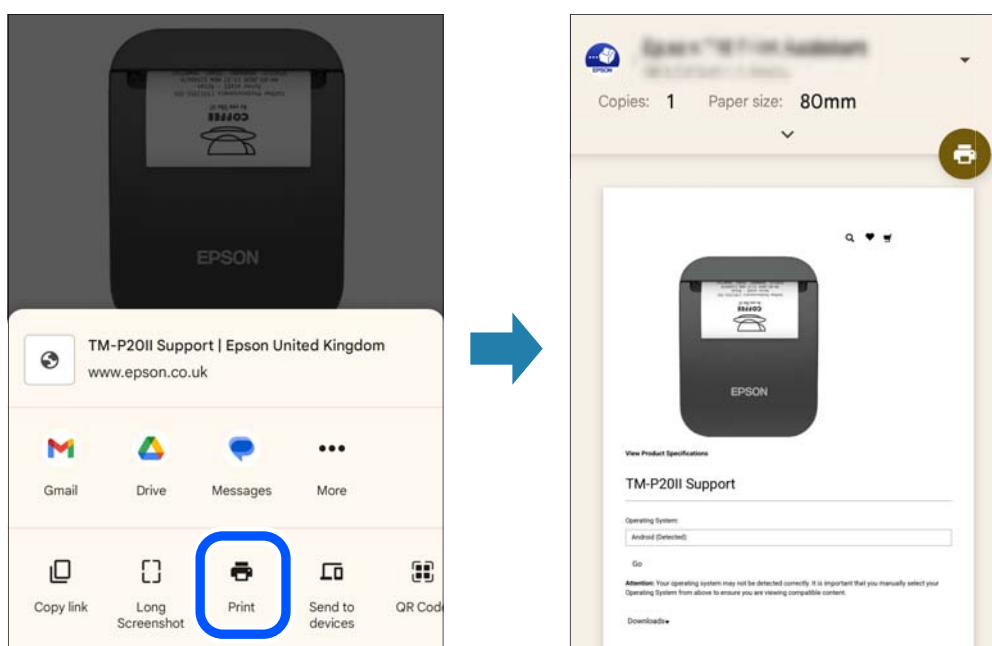 COFFEE
EPSON
TM-P20II Support | Epson United Kingdom
www.epson.co.uk
Gmail
Drive
Messages
More
Copy link
Long
Screenshot
Print
Send to
devices
QR Code
EPSON
Copies: 1 Paper size: 80mm
COFFEE
EPSON
View Product Specifications
TM-P20II Support
Operating System:
Android (Detected)
Go
Attention: Your operating system may not be detected correctly. It is important that you manually select your
Operating System from above to ensure you are viewing compatible content.
Downloads